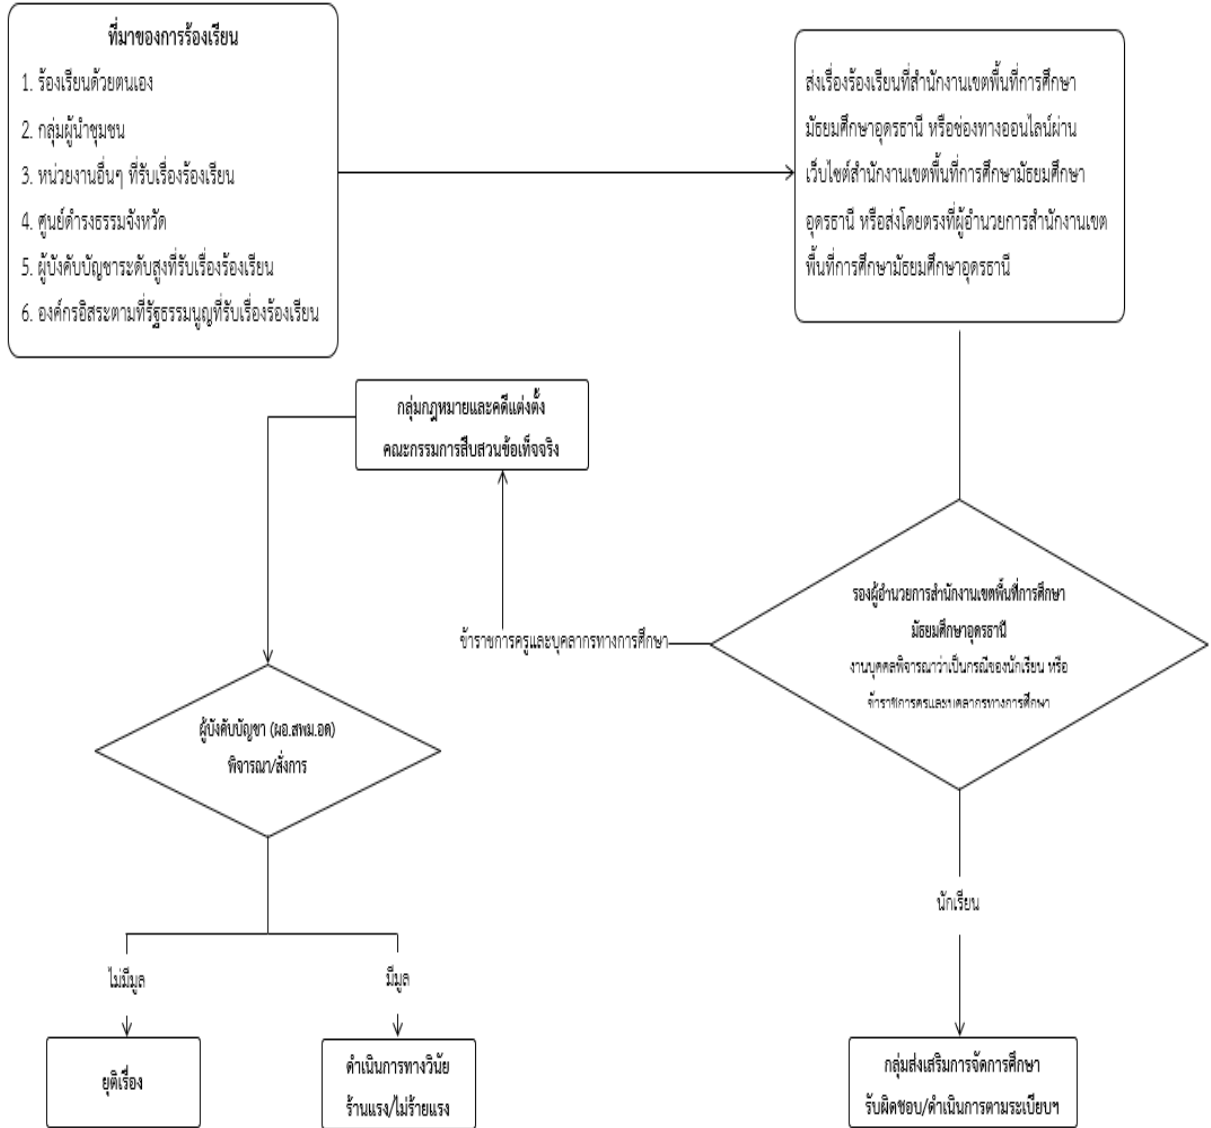 ที่มาของการร้องเรียน
1. ร้องเรียนด้วยตนเอง
2. กลุ่มผู้นำชุมชน
3. หน่วยงานอื่นๆ ที่รับเรื่องร้องเรียน
4. ศูนย์ดำรงธรรมจังหวัด
5. ผู้บังคับบัญชาระดับสูงที่รับเรื่องร้องเรียน
6. องค์กรอิสระตามที่รัฐธรรมนูญที่รับเรื่องร้องเรียน
ส่งเรื่องร้องเรียนที่สำนักงานเขตพื้นที่การศึกษา
มัธยมศึกษาอุดรธานี หรือช่องทางออนไลน์ผ่าน
เว็บไซต์สำนักงานเขตพื้นที่การศึกษามัธยมศึกษา
อุดรธานี หรือส่งโดยตรงที่ผู้อำนวยการสำนักงานเขต
พื้นที่การศึกษามัธยมศึกษาอุดรธานี
กลุ่มกฎหมายและคดีแต่งตั้ง
คณะกรรมการสืบสวนข้อเท็จจริง
รองผู้อำนวยการสำนักงานเขตพื้นที่การศึกษา
มัธยมศึกษาอุดรธานี
งานบุคคลพิจารณาว่าเป็นกรณีของนักเรียน หรือ
ข้าราชการครูและบุคลากรทางการศึกษา
ข้าราชการครูและบุคลากรทางการศึกษา
ผู้บังคับบัญชา (ผอ.สพม.อด)
พิจารณา/สั่งการ
นักเรียน
ไม่มีมูล
มีมูล
ยุติเรื่อง
ดำเนินการทางวินัย
ร้านแรง/ไม่ร้ายแรง
กลุ่มส่งเสริมการจัดการศึกษา
รับผิดชอบ/ดำเนินการตามระเบียบฯ